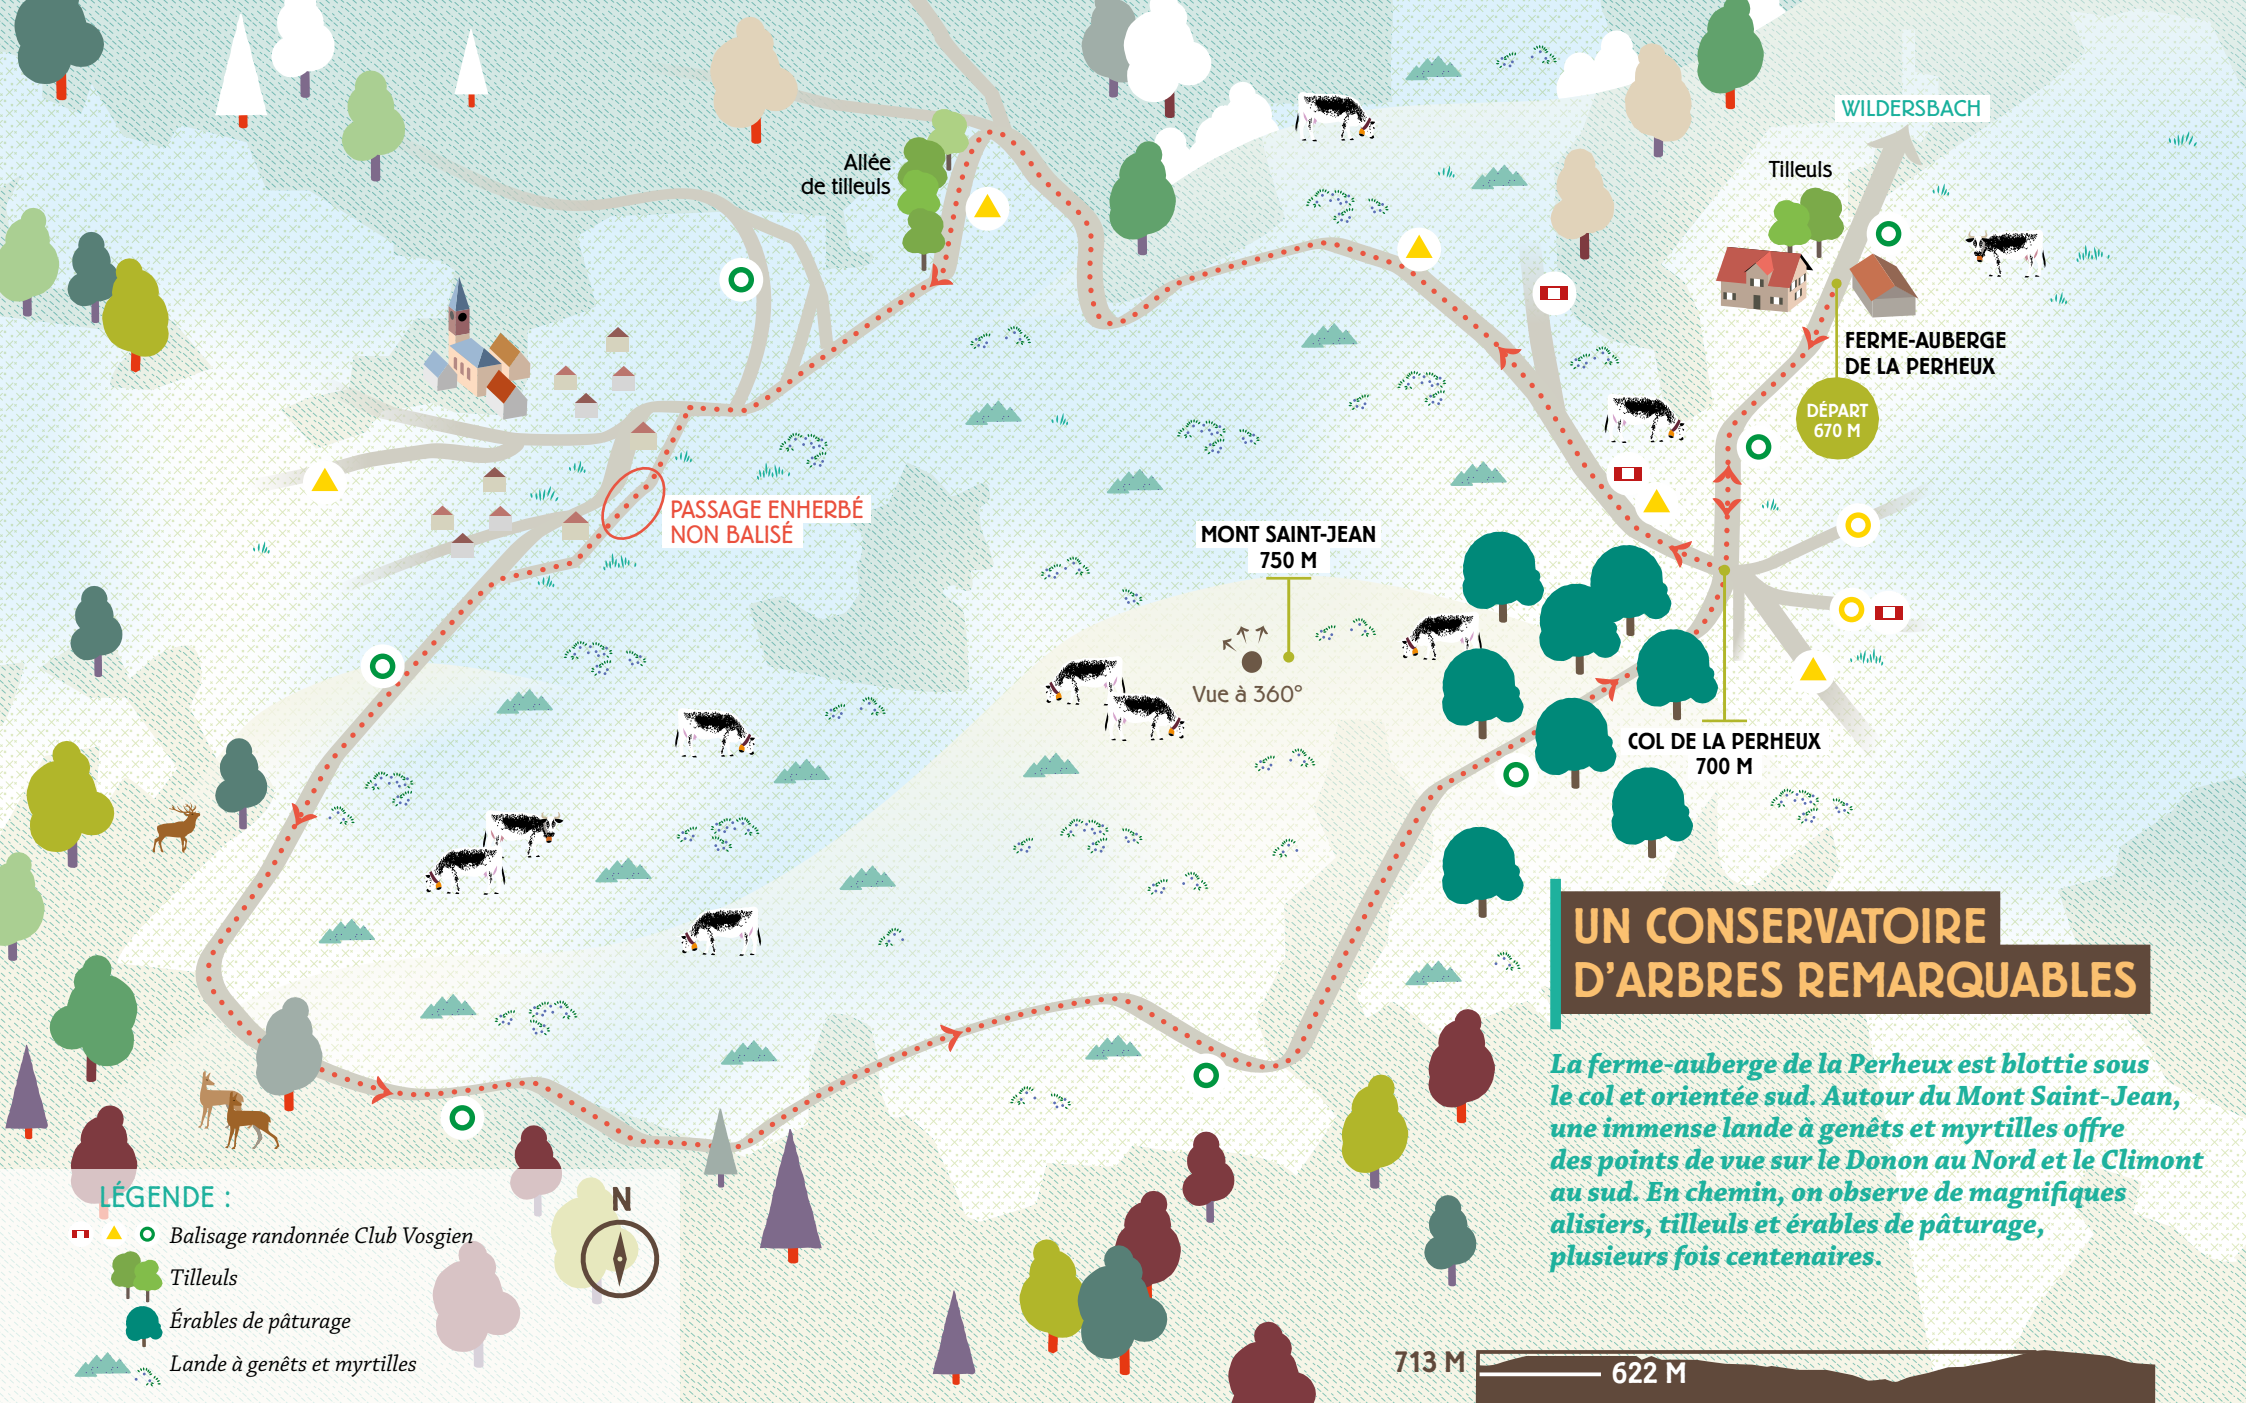 WILDERSBACH
Allée
de tilleuls
Tilleuls
FERME-AUBERGE
DE LA PERHEUX
DÉPART
670 M
PASSAGE ENHERBÉ
NON BALISÉ
MONT SAINT-JEAN
750 M
Vue à 360°
COL DE LA PERHEUX
700 M
UN CONSERVATOIRE
D’ARBRES REMARQUABLES
La ferme-auberge de la Perheux est blottie sous
le col et orientée sud. Autour du Mont Saint-Jean,
une immense lande à genêts et myrtilles offre
des points de vue sur le Donon au Nord et le Climont
au sud. En chemin, on observe de magnifiques
alisiers, tilleuls et érables de pâturage,
plusieurs fois centenaires.
LÉGENDE :
Balisage randonnée Club Vosgien
Tilleuls
Érables de pâturage
Lande à genêts et myrtilles
N
713 M
622 M